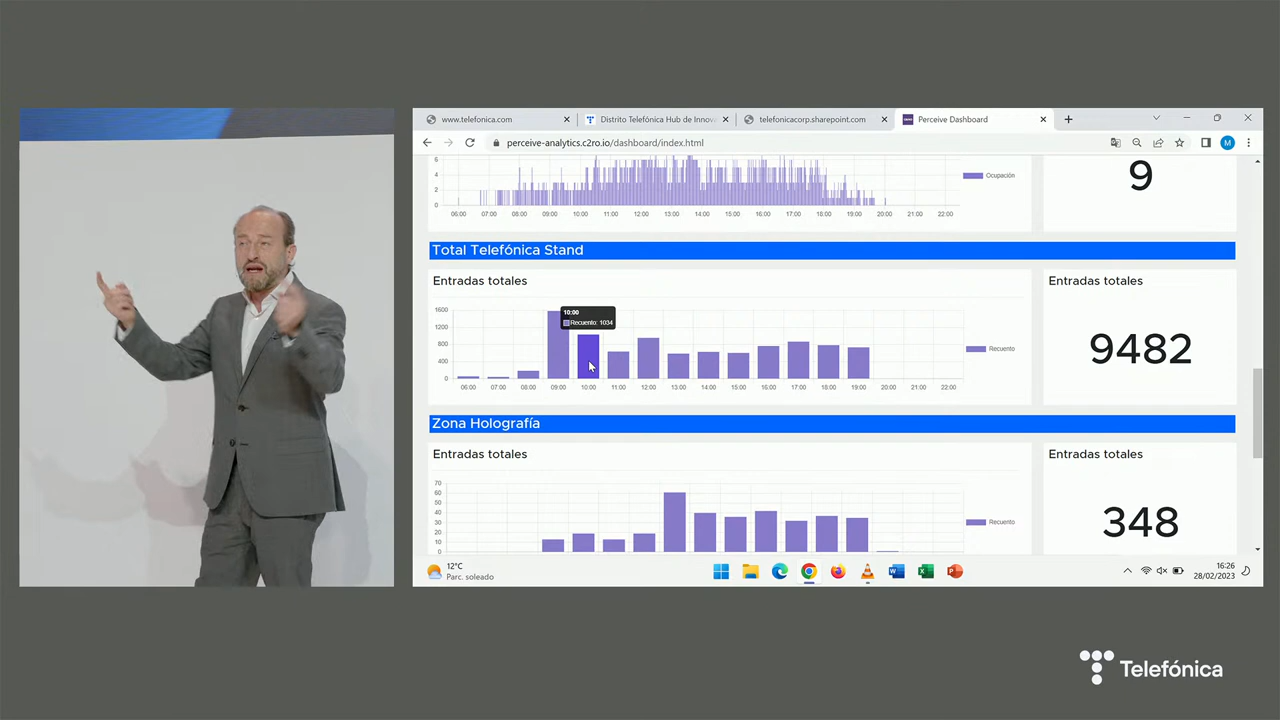 www.telefonica.com
Distrito Telefónica Hub de Innov
telefonicacorp.sharepoint.com
Perceive Dashboard
perceive-analytics.c2ro.io/dashboard/index.html
M
6
4
2
0
06:00 07:00 08:00 09:00 10:00 11:00 12:00 13:00 14:00 15:00 16:00 17:00 18:00 19:00 20:00 21:00 22:00
Ocupación
9
Total Telefónica Stand
Entradas totales
1600
1200
800
400
0
10:00
Recuento: 1034
06:00 07:00 08:00 09:00 10:00 11:00 12:00 13:00 14:00 15:00 16:00 17:00 18:00 19:00 20:00 21:00 22:00
Recuento
Entradas totales
9482
Zona Holografía
Entradas totales
70
60
50
40
30
20
10
0
Recuento
Entradas totales
348
12°C
Parc. soleado
16:26
28/02/2023
Telefónica